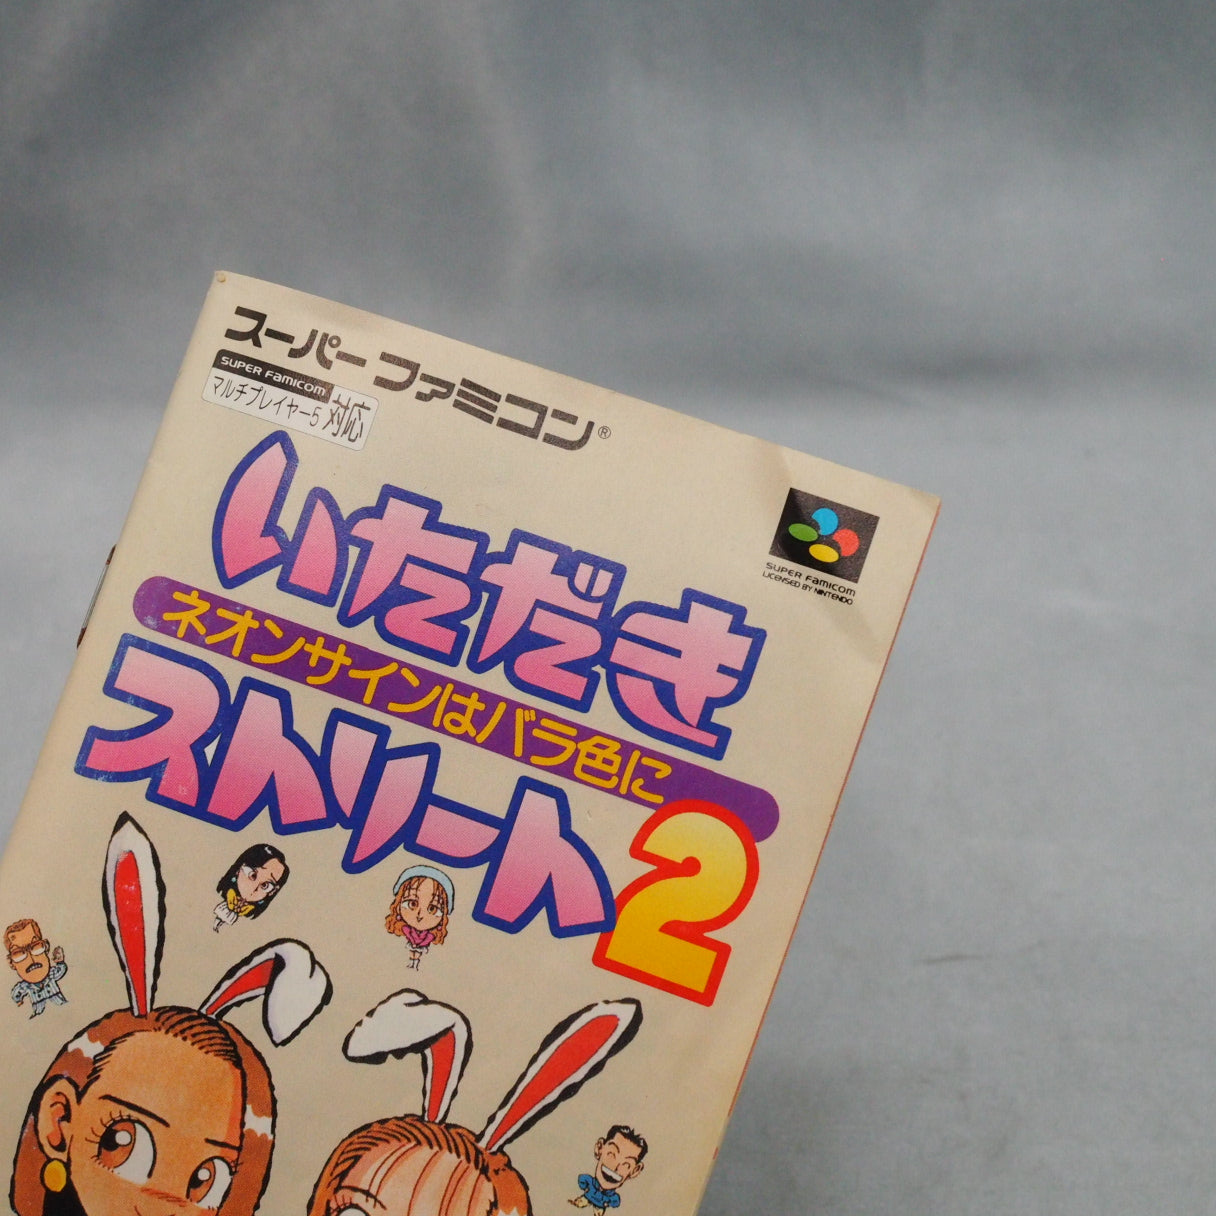 スーパーファミコン®
SUPER FAMICOM
マルチプレイヤー5対応
いただき
ネオンサインはバラ色に
ストリート2
SUPER FAMICOM
LICENSED BY NINTENDO